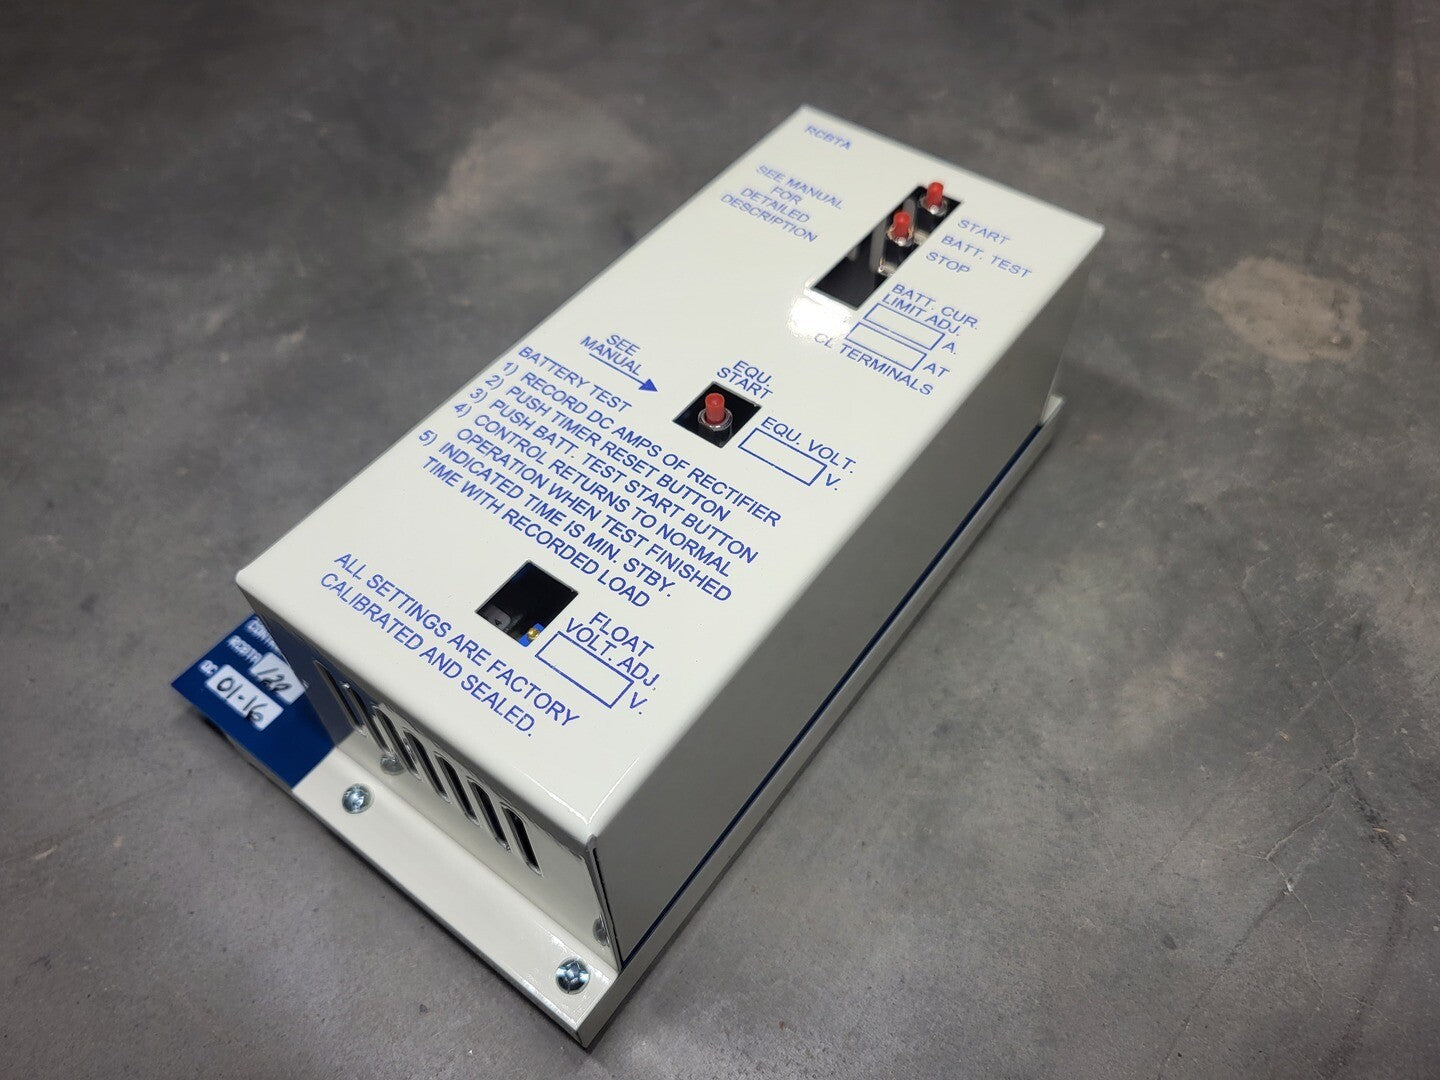 RCBTA
SEE MANUAL
FOR
DETAILED
DESCRIPTION
START
BATT. TEST
STOP
BATT. CUR.
LIMIT ADJ.
A.
AT
CL TERMINALS
SEE
MANUAL
EQU.
START
EQU. VOLT.
V.
BATTERY TEST
1) RECORD DC AMPS OF RECTIFIER
2) PUSH TIMER RESET BUTTON
3) PUSH BATT. TEST START BUTTON
4) CONTROL RETURNS TO NORMAL
OPERATION WHEN TEST FINISHED
5) INDICATED TIME IS MIN. STBY.
TIME WITH RECORDED LOAD
FLOAT
VOLT. ADJ.
V.
ALL SETTINGS ARE FACTORY
CALIBRATED AND SEALED.
RCBTA
DC 01-16